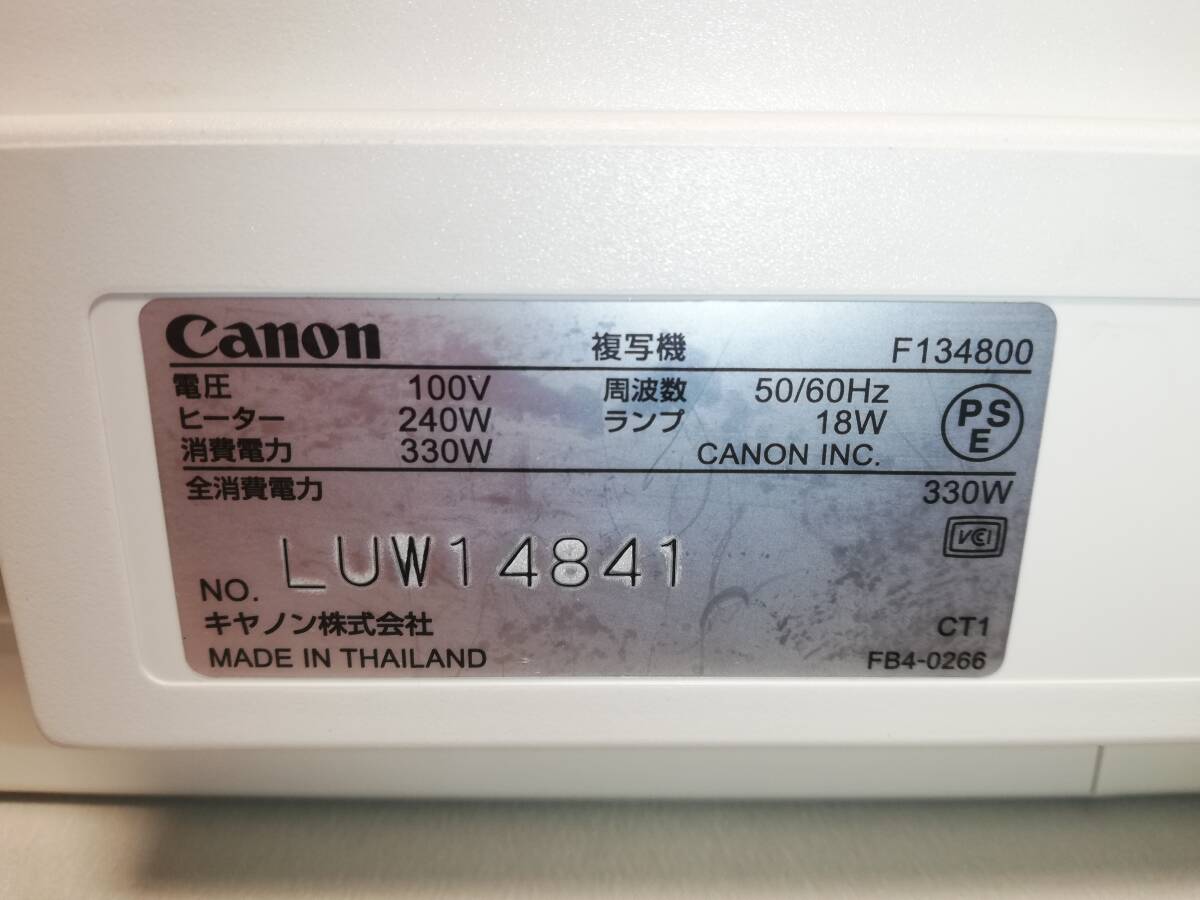 Canon 複写機 F134800
電圧 100V 周波数 50/60Hz
ヒーター 240W ランプ 18W
PSE
消費電力 330W CANON INC.
全消費電力 330W
VCCI
NO. LUW14841
キヤノン株式会社 CT1
MADE IN THAILAND FB4-0266